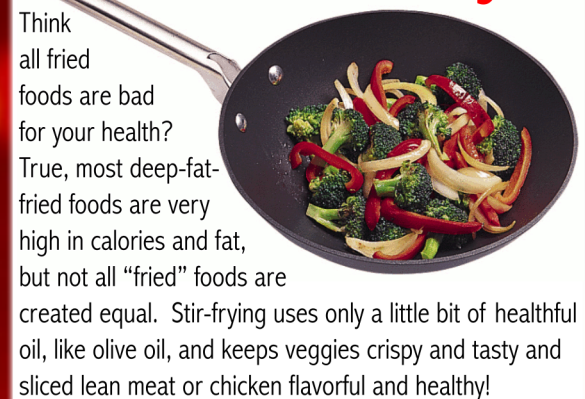 Think
all fried
foods are bad
for your health?
True, most deep-fat-
fried foods are very
high in calories and fat,
but not all “fried” foods are
created equal.  Stir-frying uses only a little bit of healthful
oil, like olive oil, and keeps veggies crispy and tasty and
sliced lean meat or chicken flavorful and healthy!